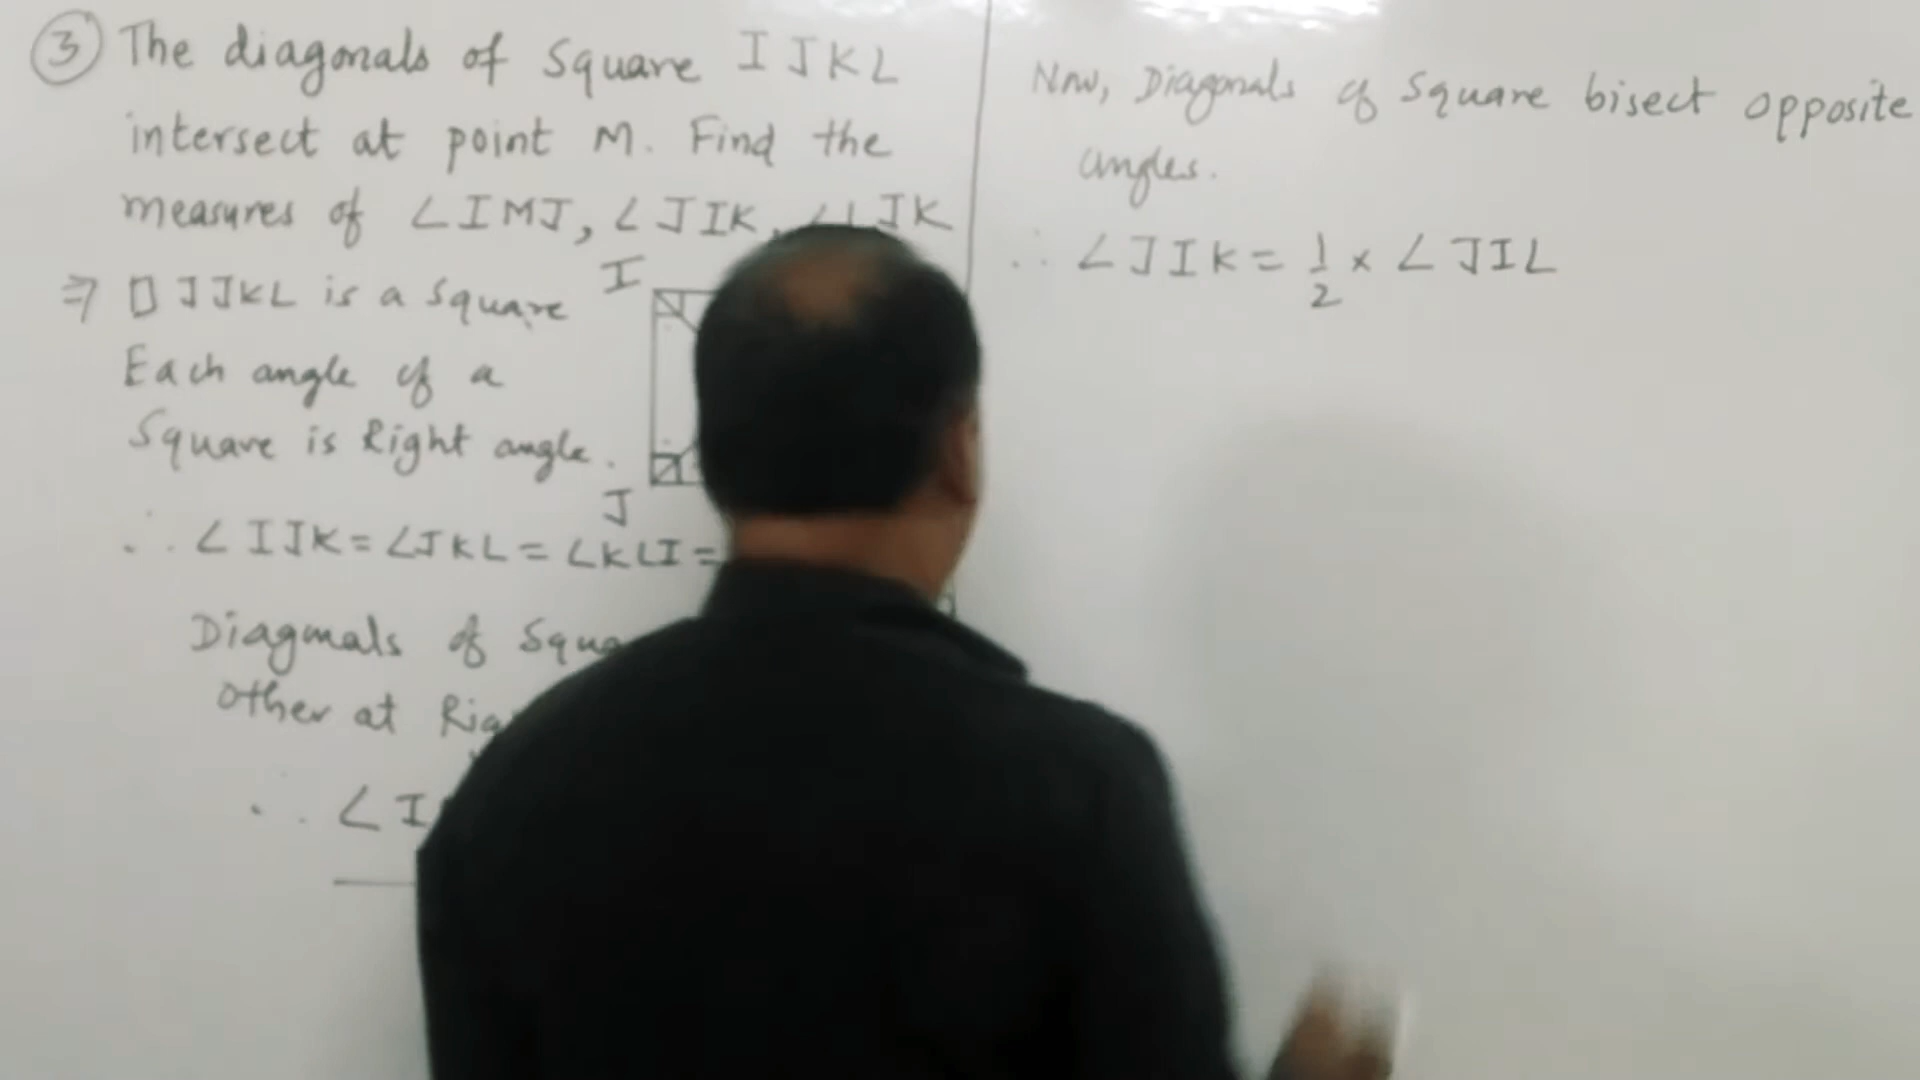 ③ The diagonals of Square IJKL
intersect at point M. Find the
measures of ∠IMJ, ∠JIK, ∠LJK
⇒ □ IJKL is a square
Each angle of a
Square is Right angle.
I
J
∴ ∠IJK = ∠JKL = ∠KLI =
Diagonals of
other at
∴ ∠I
Now, Diagonals of Square bisect opposite
angles.
∴ ∠JIK = 1/2 × ∠JIL